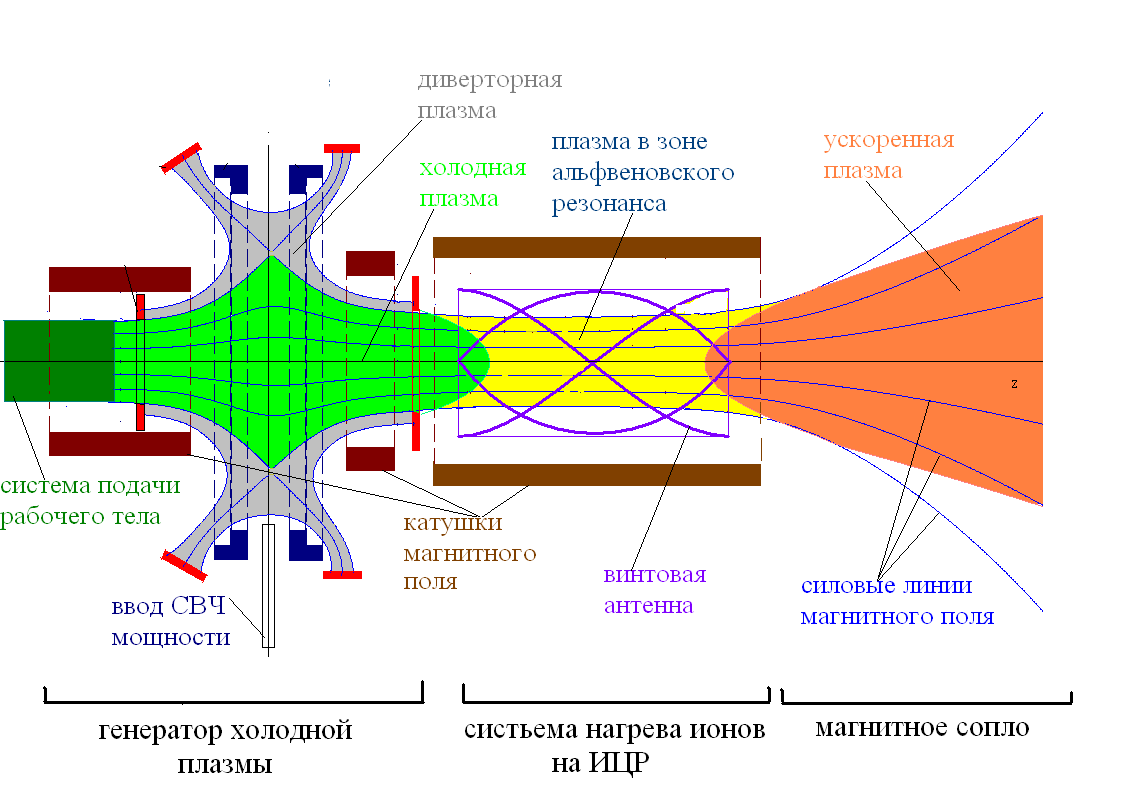 диверторная
плазма
холодная
плазма
плазма в зоне
альфвеновского
резонанса
ускоренная
плазма
z
система подачи
рабочего тела
катушки
магнитного
поля
винтовая
антенна
силовые линии
магнитного поля
ввод СВЧ
мощности
генератор холодной
плазмы
систьема нагрева ионов
на ИЦР
магнитное сопло